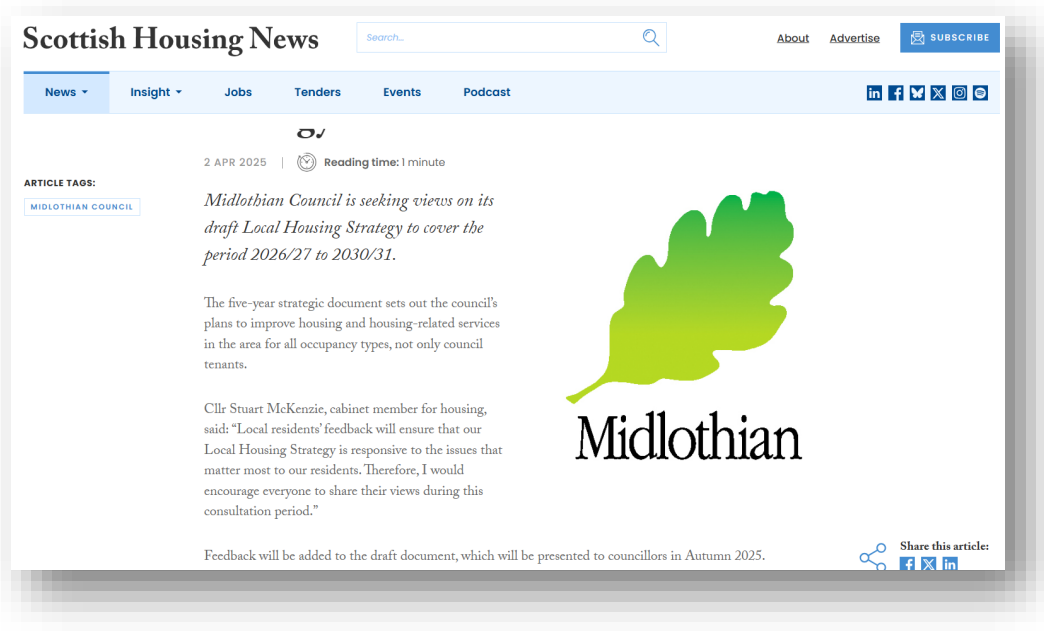 Scottish Housing News
Search...
About
Advertise
SUBSCRIBE
News
Insight
Jobs
Tenders
Events
Podcast
2 APR 2025
Reading time: 1 minute
ARTICLE TAGS:
MIDLOTHIAN COUNCIL
Midlothian Council is seeking views on its
draft Local Housing Strategy to cover the
period 2026/27 to 2030/31.
The five-year strategic document sets out the council’s
plans to improve housing and housing-related services
in the area for all occupancy types, not only council
tenants.
Cllr Stuart McKenzie, cabinet member for housing,
said: “Local residents’ feedback will ensure that our
Local Housing Strategy is responsive to the issues that
matter most to our residents. Therefore, I would
encourage everyone to share their views during this
consultation period.”
Midlothian
Feedback will be added to the draft document, which will be presented to councillors in Autumn 2025.
Share this article: